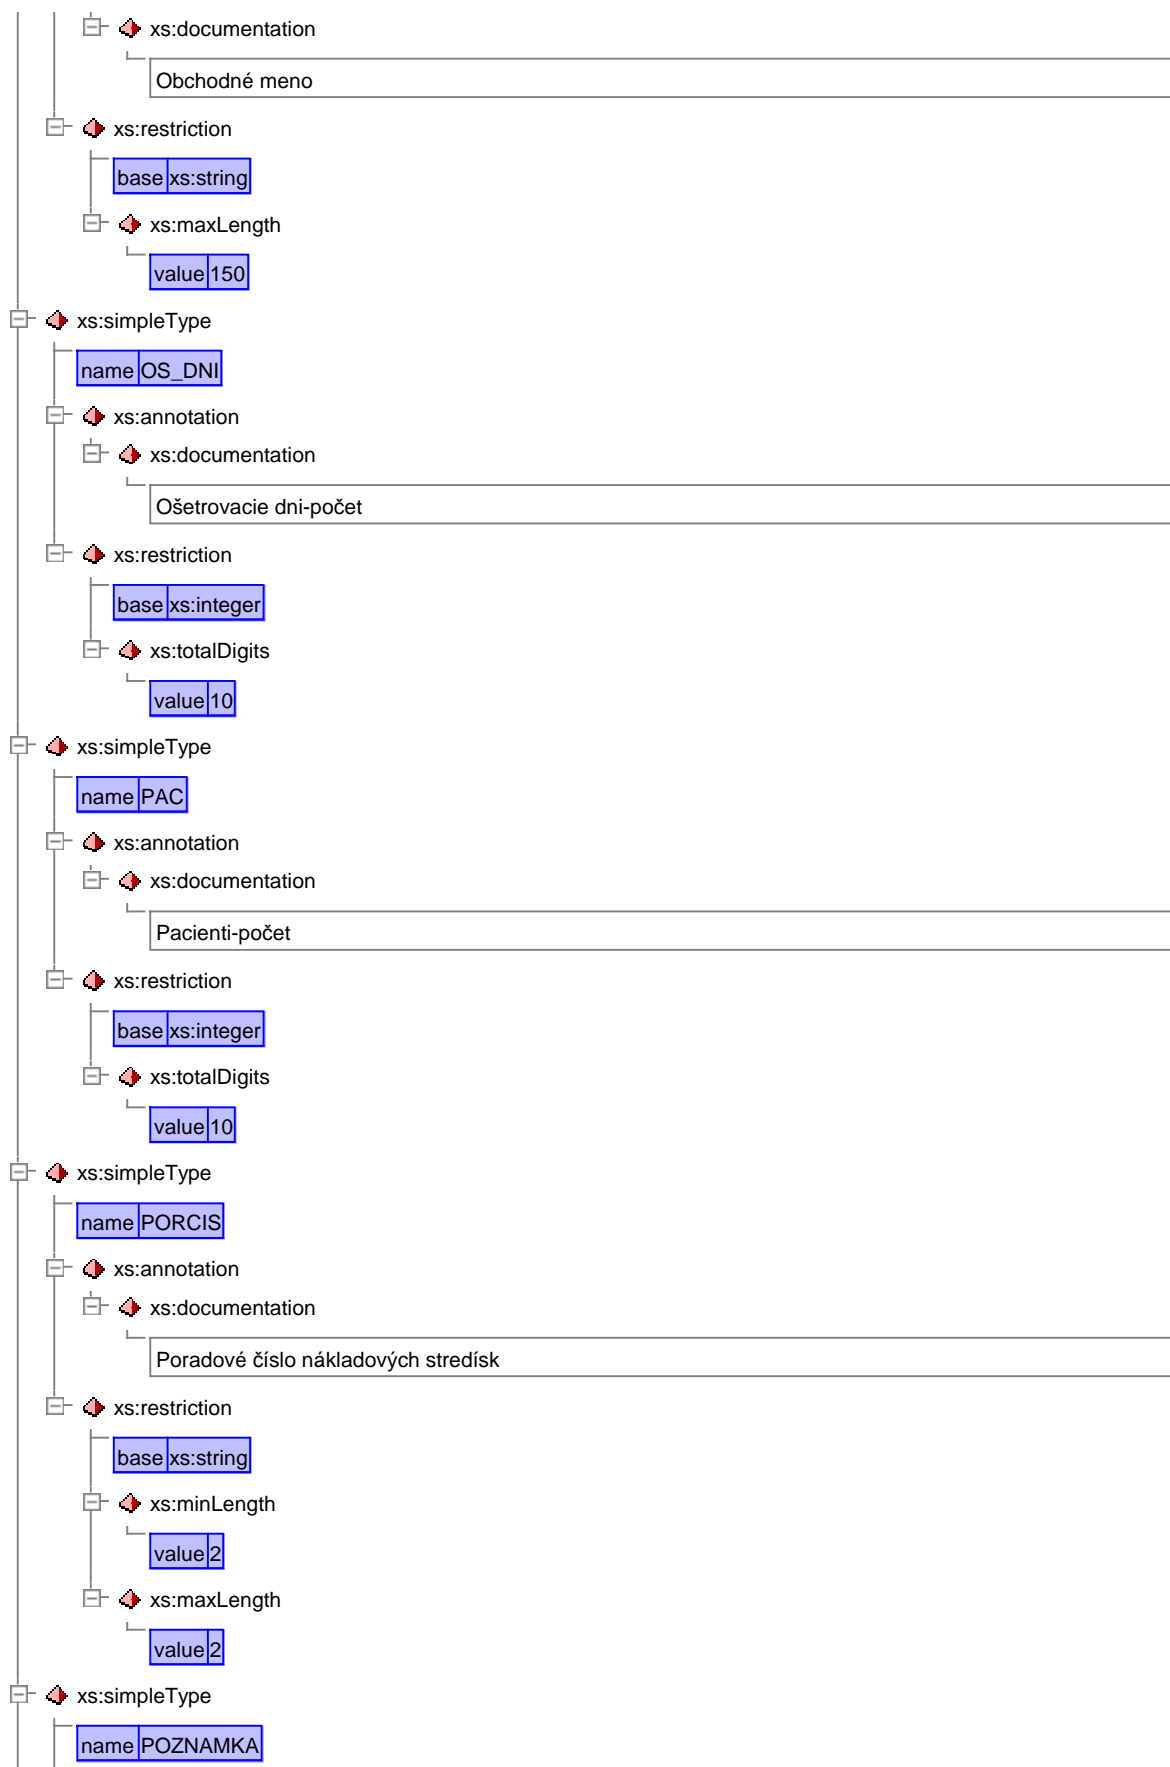 xs:documentation
Obchodné meno
xs:restriction
base xs:string
xs:maxLength
value 150
xs:simpleType
name OS_DNI
xs:annotation
xs:documentation
Ošetrovacie dni-počet
xs:restriction
base xs:integer
xs:totalDigits
value 10
xs:simpleType
name PAC
xs:annotation
xs:documentation
Pacienti-počet
xs:restriction
base xs:integer
xs:totalDigits
value 10
xs:simpleType
name PORCIS
xs:annotation
xs:documentation
Poradové číslo nákladových stredísk
xs:restriction
base xs:string
xs:minLength
value 2
xs:maxLength
value 2
xs:simpleType
name POZNAMKA